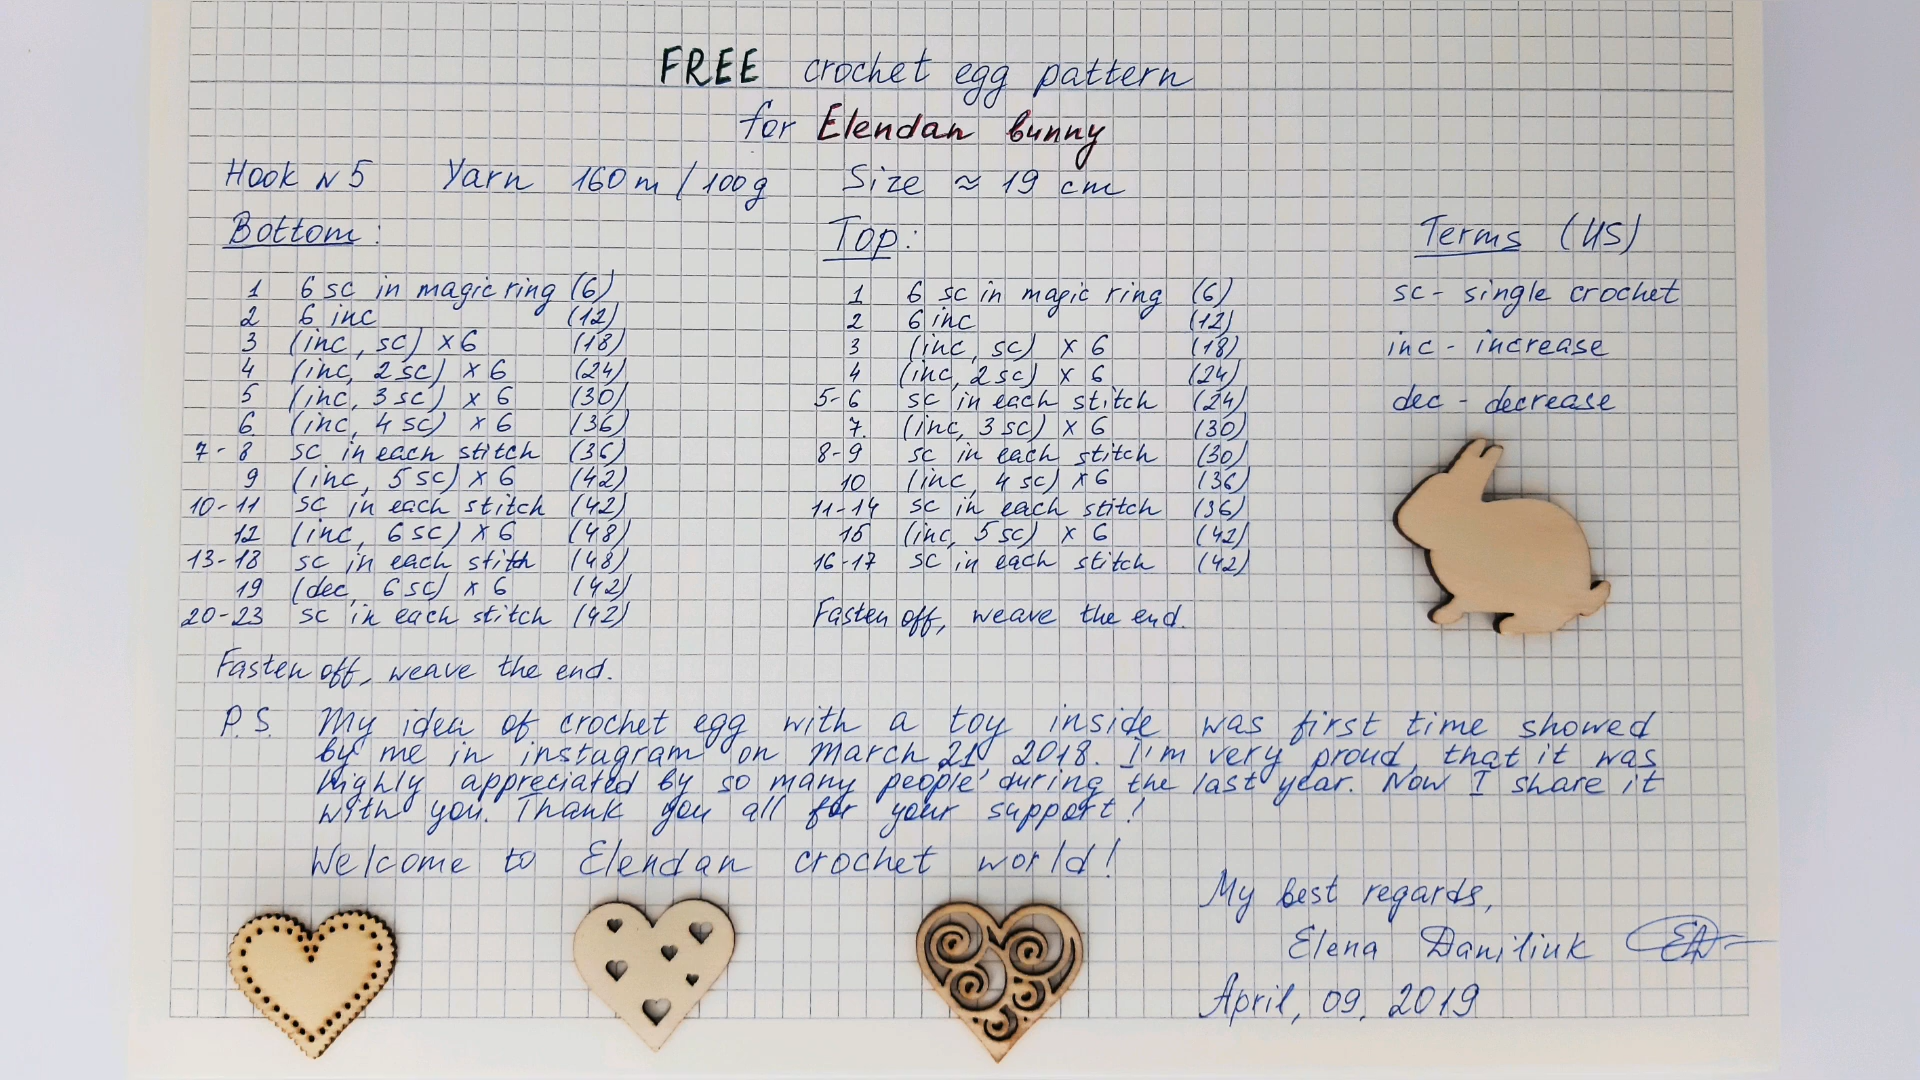 FREE crochet egg pattern
for Elendan bunny
Hook N5 Yarn 160m/100g Size ≈ 19 cm
Bottom:
1 6 sc in magic ring (6)
2 6 inc (12)
3 (inc, sc) x 6 (18)
4 (inc, 2 sc) x 6 (24)
5 (inc, 3 sc) x 6 (30)
6. (inc, 4 sc) x 6 (36)
7-8 sc in each stitch (36)
9 (inc, 5 sc) x 6 (42)
10-11 sc in each stitch (42)
12 (inc, 6 sc) x 6 (48)
13-18 sc in each stitch (48)
19 (dec, 6 sc) x 6 (42)
20-23 sc in each stitch (42)
Fasten off, weave the end.
Top:
1 6 sc in magic ring (6)
2 6 inc (12)
3 (inc, sc) x 6 (18)
4 (inc, 2 sc) x 6 (24)
5-6 sc in each stitch (24)
7. (inc, 3 sc) x 6 (30)
8-9 sc in each stitch (30)
10 (inc, 4 sc) x 6 (36)
11-14 sc in each stitch (36)
15 (inc, 5 sc) x 6 (42)
16-17 sc in each stitch (42)
Fasten off, weave the end.
Terms (US)
sc - single crochet
inc - increase
dec - decrease
P.S. My idea of crochet egg with a toy inside was first time showed
by me in instagram on March 21 2018. I'm very proud, that it was
highly appreciated by so many people during the last year. Now I share it
with you. Thank you all for your support!
Welcome to Elendan crochet world!
My best regards,
Elena Daniliuk
April, 09, 2019